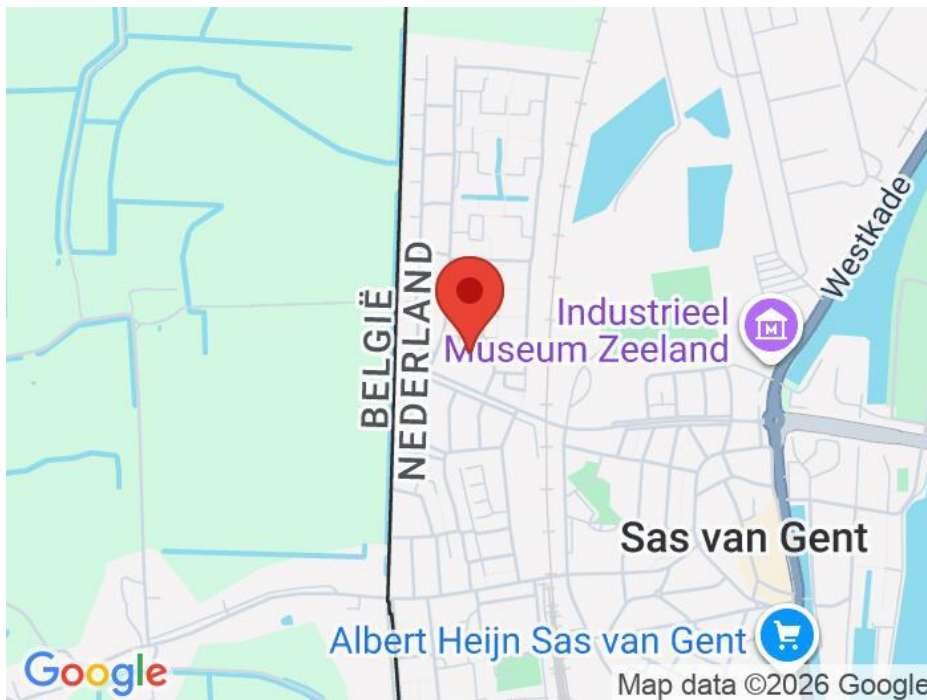 Westkade
BELGIË
NEDERLAND
Industrieel
Museum Zeeland
M
Sas van Gent
Albert Heijn Sas van Gent
Google
Map data ©2026 Google